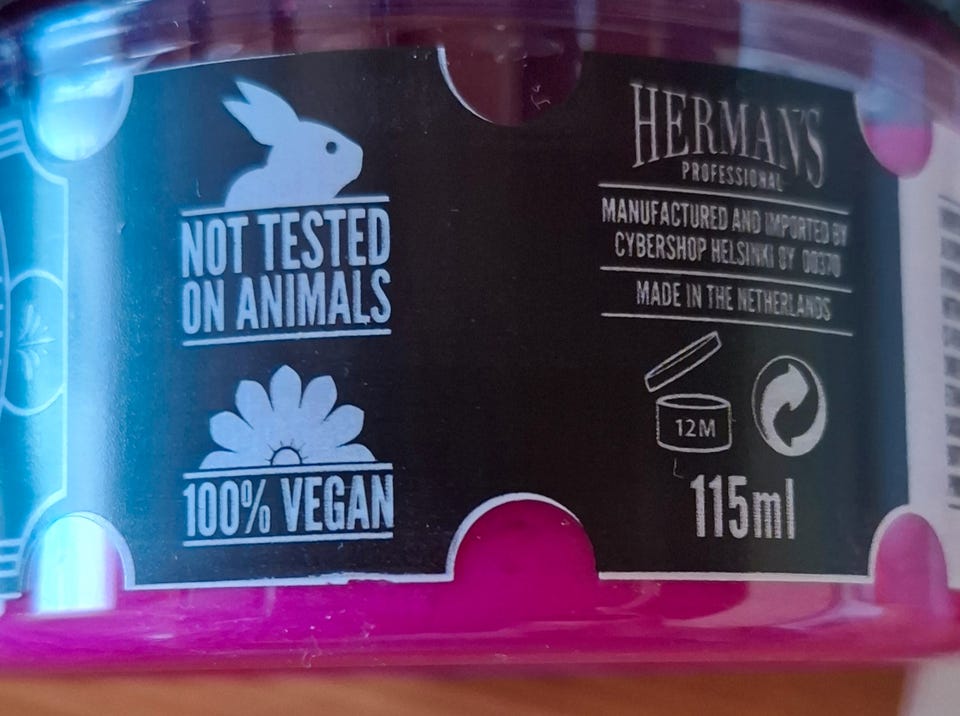 NOT TESTED
ON ANIMALS
100% VEGAN
HERMAN'S
PROFESSIONAL
MANUFACTURED AND IMPORTED BY
CYBERSHOP HELSINKI OY 00370
MADE IN THE NETHERLANDS
12M
115ml